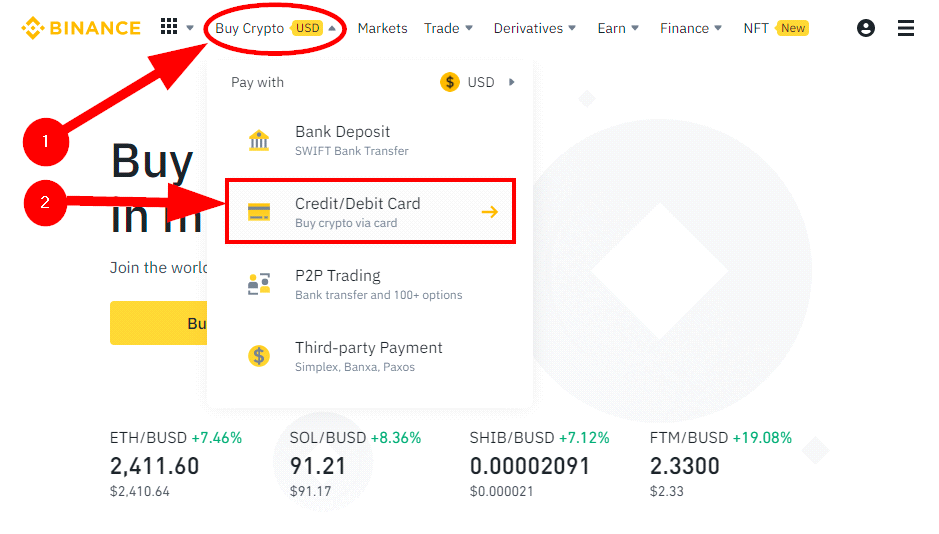 BINANCE Buy Crypto USD Markets Trade Derivatives Earn Finance NFT New
Pay with USD
1
Bank Deposit
SWIFT Bank Transfer
Buy
2
Credit/Debit Card
Buy crypto via card
in
Join the
P2P Trading
Bank transfer and 100+ options
Bu
Third-party Payment
Simplex, Banxa, Paxos
ETH/BUSD +7.46% SOL/BUSD +8.36% SHIB/BUSD +7.12% FTM/BUSD +19.08%
2,411.60 91.21 0.00002091 2.3300
$2,410.64 $91.17 $0.000021 $2.33